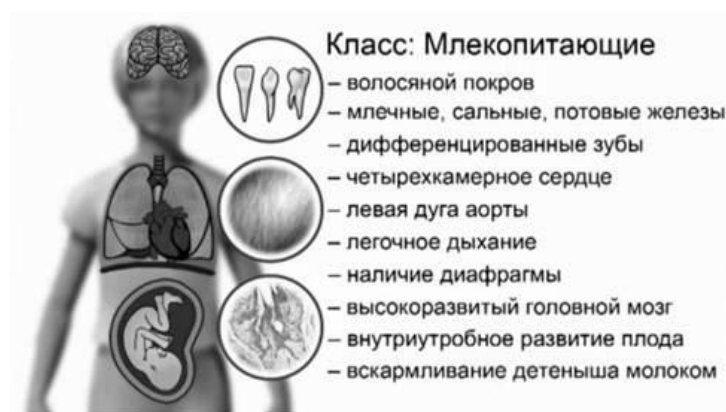 Класс: Млекопитающие
– волосяной покров
– млечные, сальные, потовые железы
– дифференцированные зубы
– четырехкамерное сердце
– левая дуга аорты
– легочное дыхание
– наличие диафрагмы
– высокоразвитый головной мозг
– внутриутробное развитие плода
– вскармливание детеныша молоком